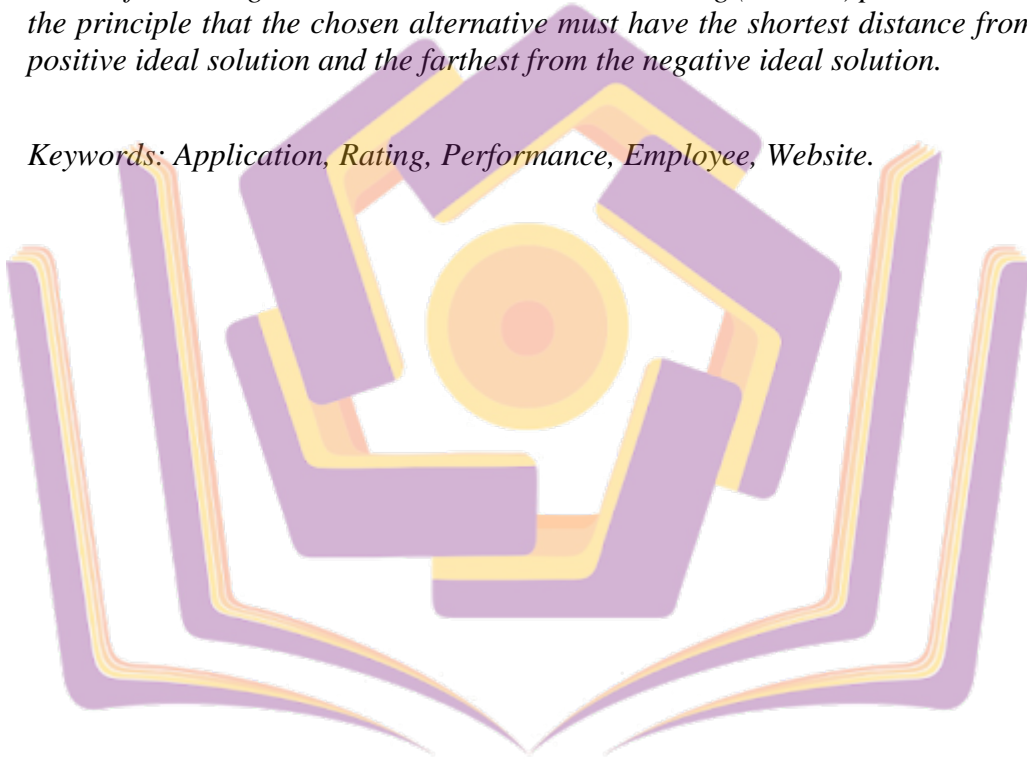 the principle that the chosen alternative must have the shortest distance from
positive ideal solution and the farthest from the negative ideal solution.
Keywords: Application, Rating, Performance, Employee, Website.